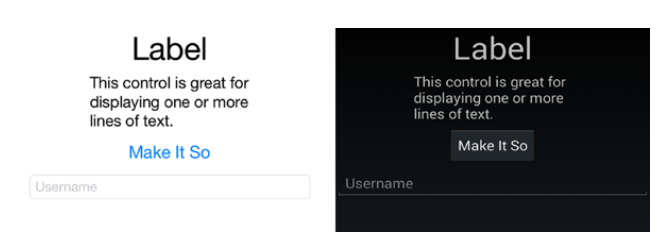 Label
This control is great for
displaying one or more
lines of text.
Make It So
Username
Label
This control is great for
displaying one or more
lines of text.
Make It So
Username